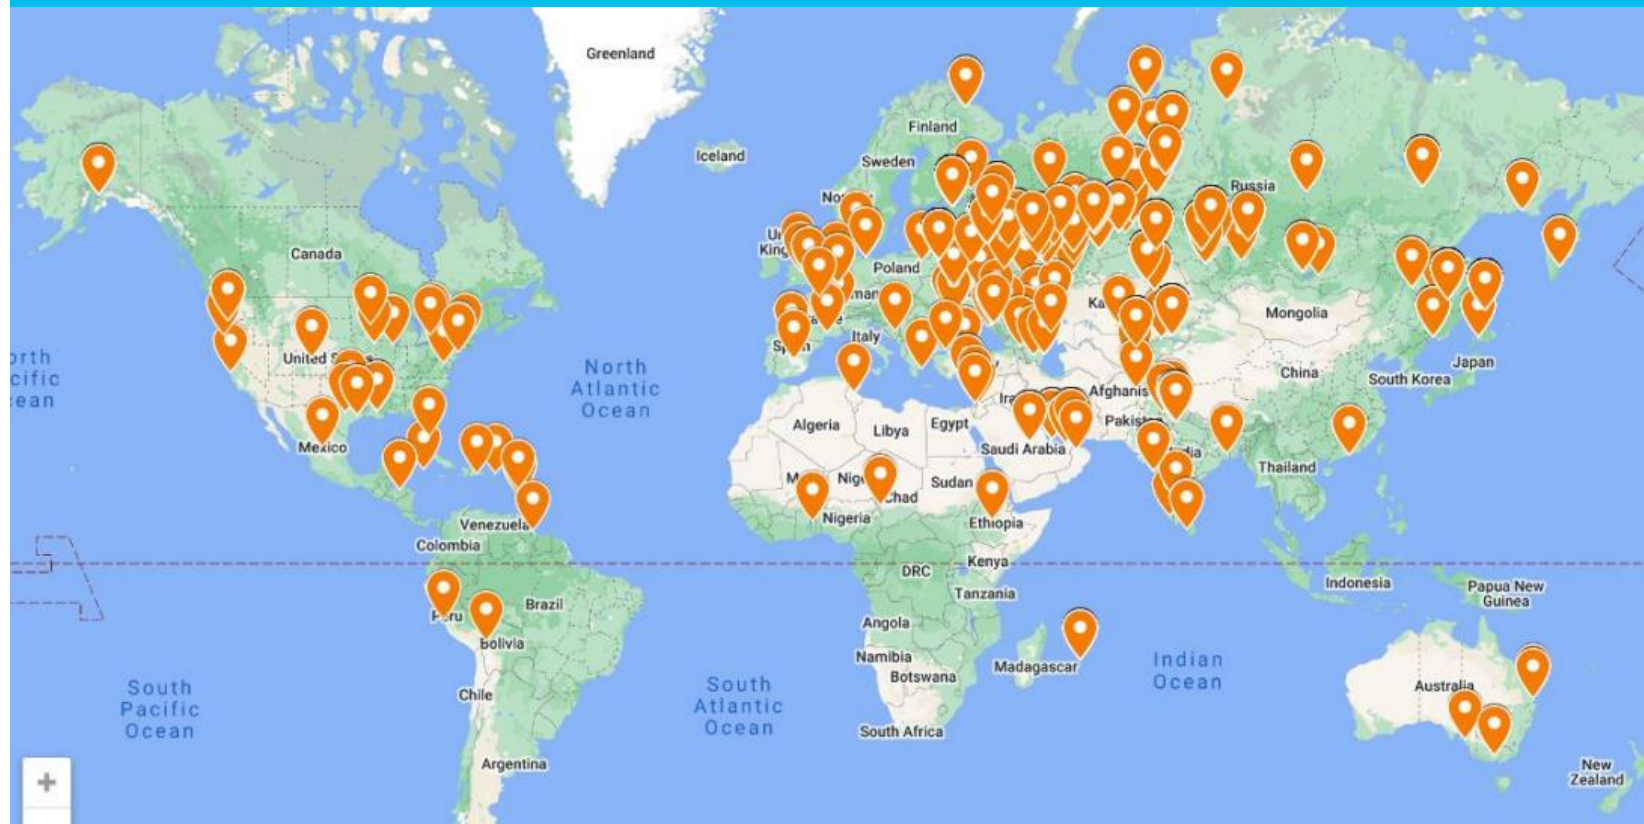 Greenland
Iceland
Finland
Sweden
Russia
Canada
Poland
Italy
Mongolia
United
North
Atlantic
Ocean
Japan
China
South Korea
Afghanis
Algeria
Libya
Egypt
Pakis
Mexico
Saudi Arabia
Thailand
Sudan
Chad
Nigeria
Ethiopia
Venezuela
Colombia
Kenya
DRC
Indonesia
Papua New
Guinea
Tanzania
Brazil
Peru
Angola
Bolivia
Namibia
Botswana
Madagascar
Indian
Ocean
Australia
South
Pacific
Ocean
Chile
South
Atlantic
Ocean
South Africa
Argentina
New
Zealand
+